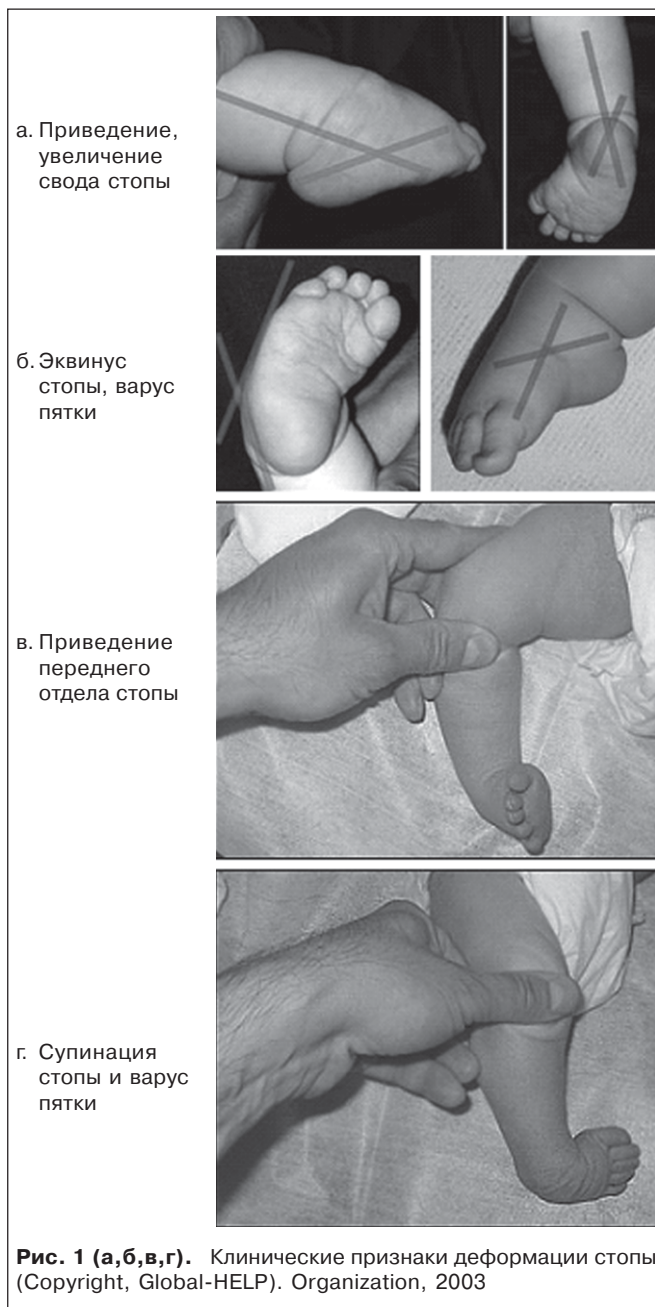 а. Приведение,
увеличение
свода стопы
б. Эквинус
стопы, варус
пятки
в. Приведение
переднего
отдела стопы
г. Супинация
стопы и варус
пятки
Рис. 1 (а,б,в,г). Клинические признаки деформации стопы
(Copyright, Global-HELP). Organization, 2003